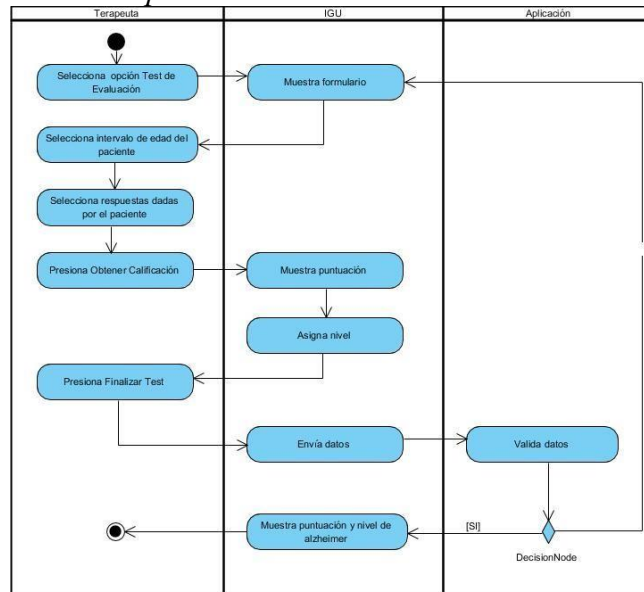 Terapeuta
IGU
Aplicación
Selecciona opción Test de
Evaluación
Muestra formulario
Selecciona intervalo de edad del
paciente
Selecciona respuestas dadas
por el paciente
Presiona Obtener Calificación
Muestra puntuación
Asigna nivel
Presiona Finalizar Test
Envía datos
Valida datos
Muestra puntuación y nivel de
alzheimer
[SI]
DecisionNode